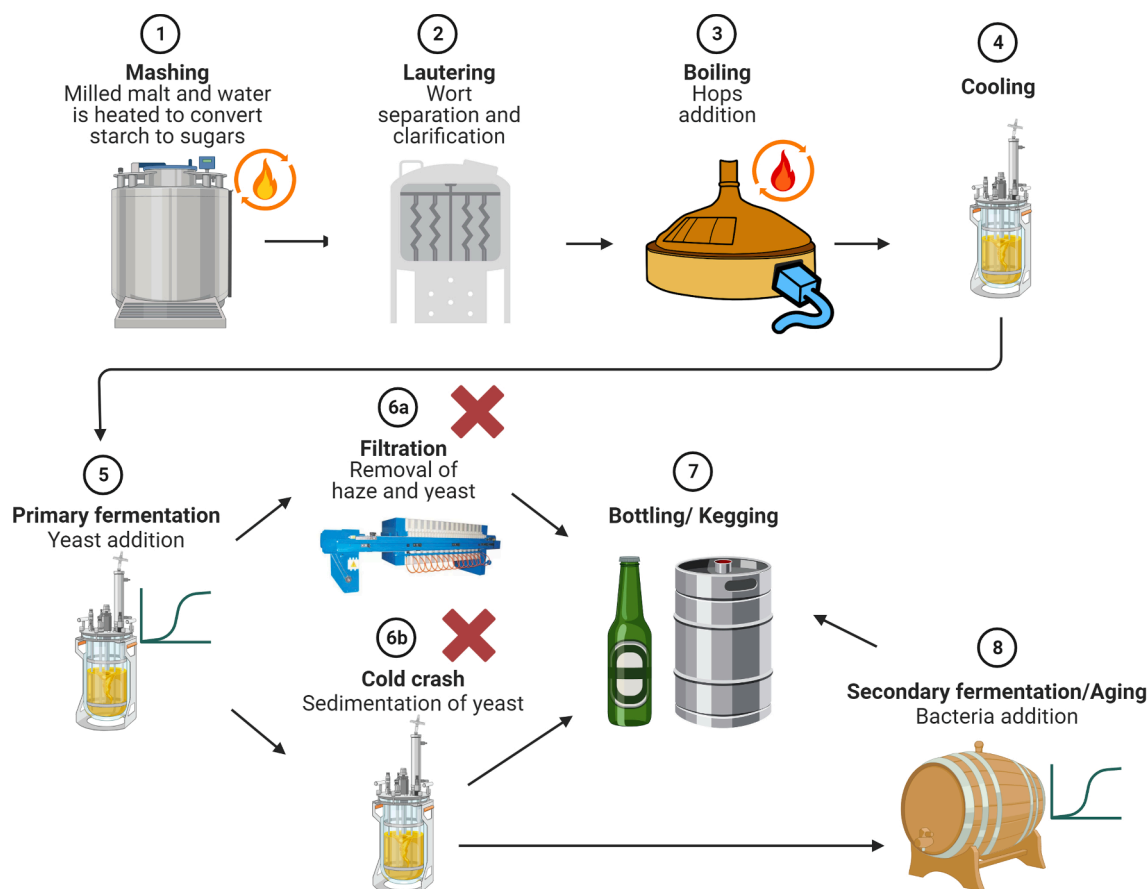 1
Mashing
Milled malt and water
is heated to convert
starch to sugars
2
Lautering
Wort
separation and
clarification
3
Boiling
Hops
addition
4
Cooling
5
Primary fermentation
Yeast addition
6a
Filtration
Removal of
haze and yeast
6b
Cold crash
Sedimentation of yeast
7
Bottling/ Kegging
8
Secondary fermentation/Aging
Bacteria addition